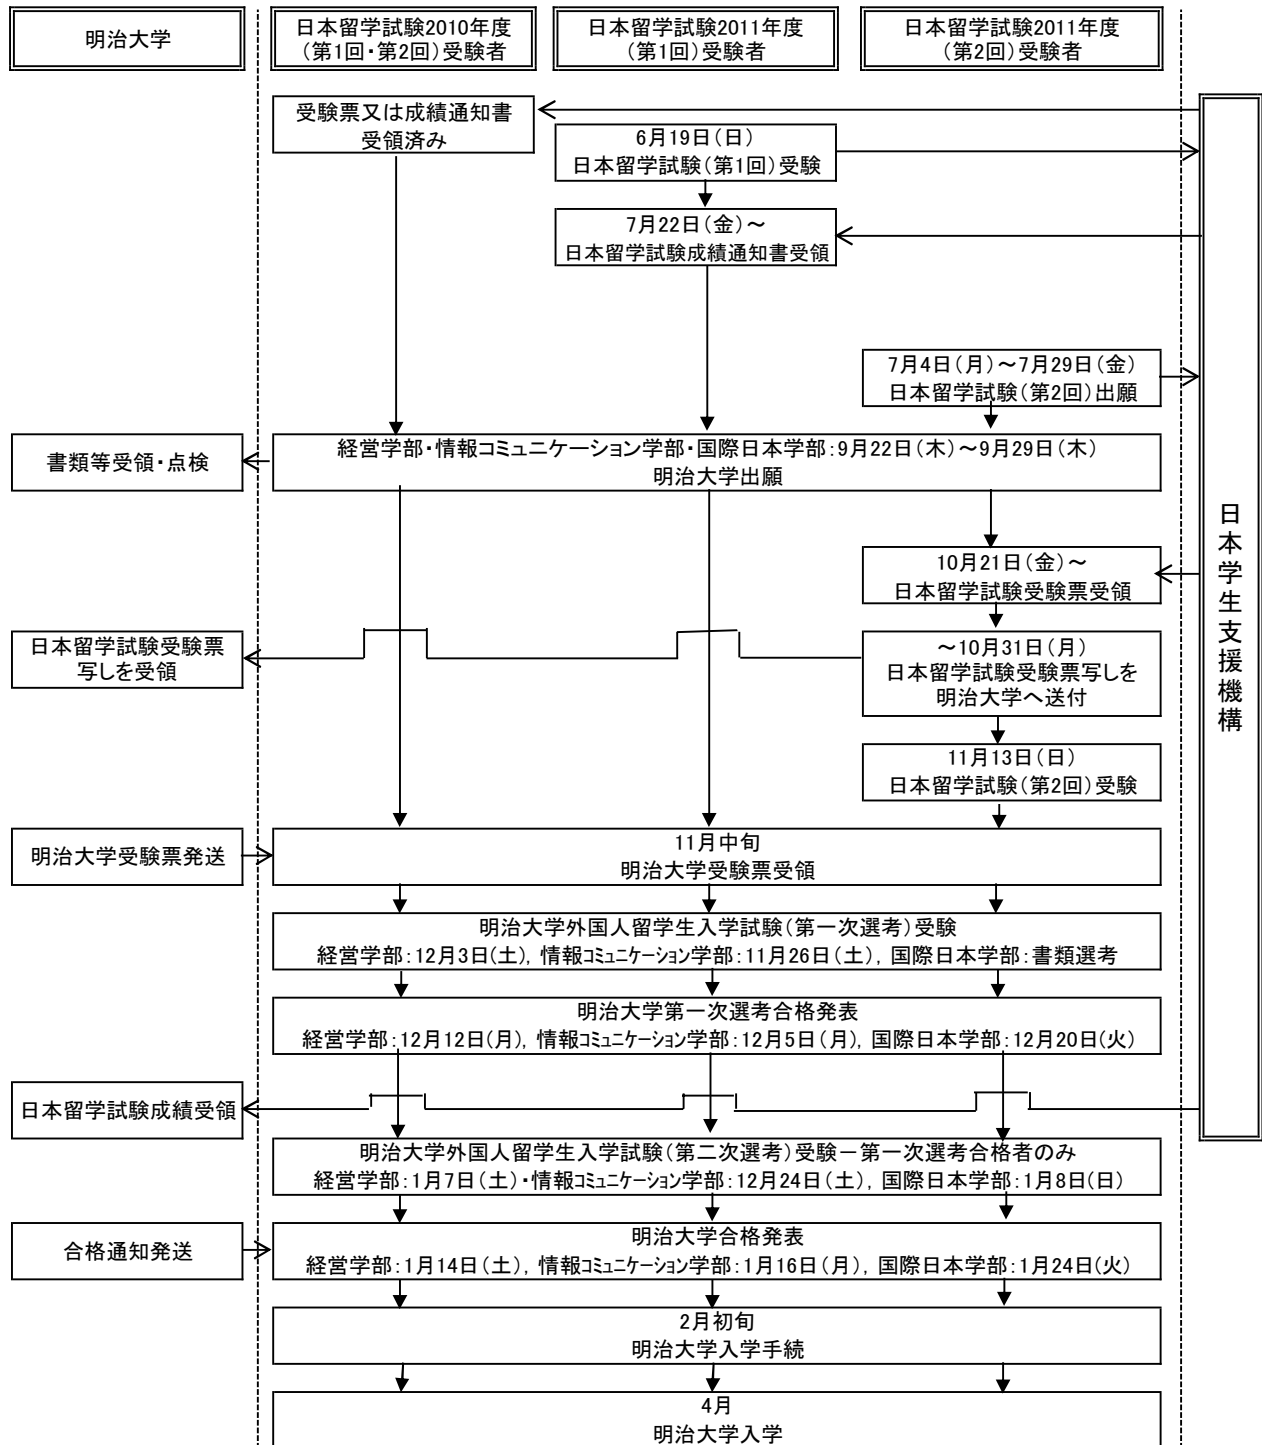 明治大学
日本留学試験2010年度
(第1回・第2回)受験者
日本留学試験2011年度
(第1回)受験者
日本留学試験2011年度
(第2回)受験者
受験票又は成績通知書
受領済み
6月19日(日)
日本留学試験(第1回)受験
7月22日(金)~
日本留学試験成績通知書受領
7月4日(月)~7月29日(金)
日本留学試験(第2回)出願
書類等受領・点検
経営学部・情報コミュニケーション学部・国際日本学部:9月22日(木)~9月29日(木)
明治大学出願
日本学生支援機構
10月21日(金)~
日本留学試験受験票受領
日本留学試験受験票
写しを受領
~10月31日(月)
日本留学試験受験票写しを
明治大学へ送付
11月13日(日)
日本留学試験(第2回)受験
明治大学受験票発送
11月中旬
明治大学受験票受領
明治大学外国人留学生入学試験(第一次選考)受験
経営学部:12月3日(土), 情報コミュニケーション学部:11月26日(土), 国際日本学部:書類選考
明治大学第一次選考合格発表
経営学部:12月12日(月), 情報コミュニケーション学部:12月5日(月), 国際日本学部:12月20日(火)
日本留学試験成績受領
明治大学外国人留学生入学試験(第二次選考)受験-第一次選考合格者のみ
経営学部:1月7日(土)・情報コミュニケーション学部:12月24日(土), 国際日本学部:1月8日(日)
合格通知発送
明治大学合格発表
経営学部:1月14日(土), 情報コミュニケーション学部:1月16日(月), 国際日本学部:1月24日(火)
2月初旬
明治大学入学手続
4月
明治大学入学